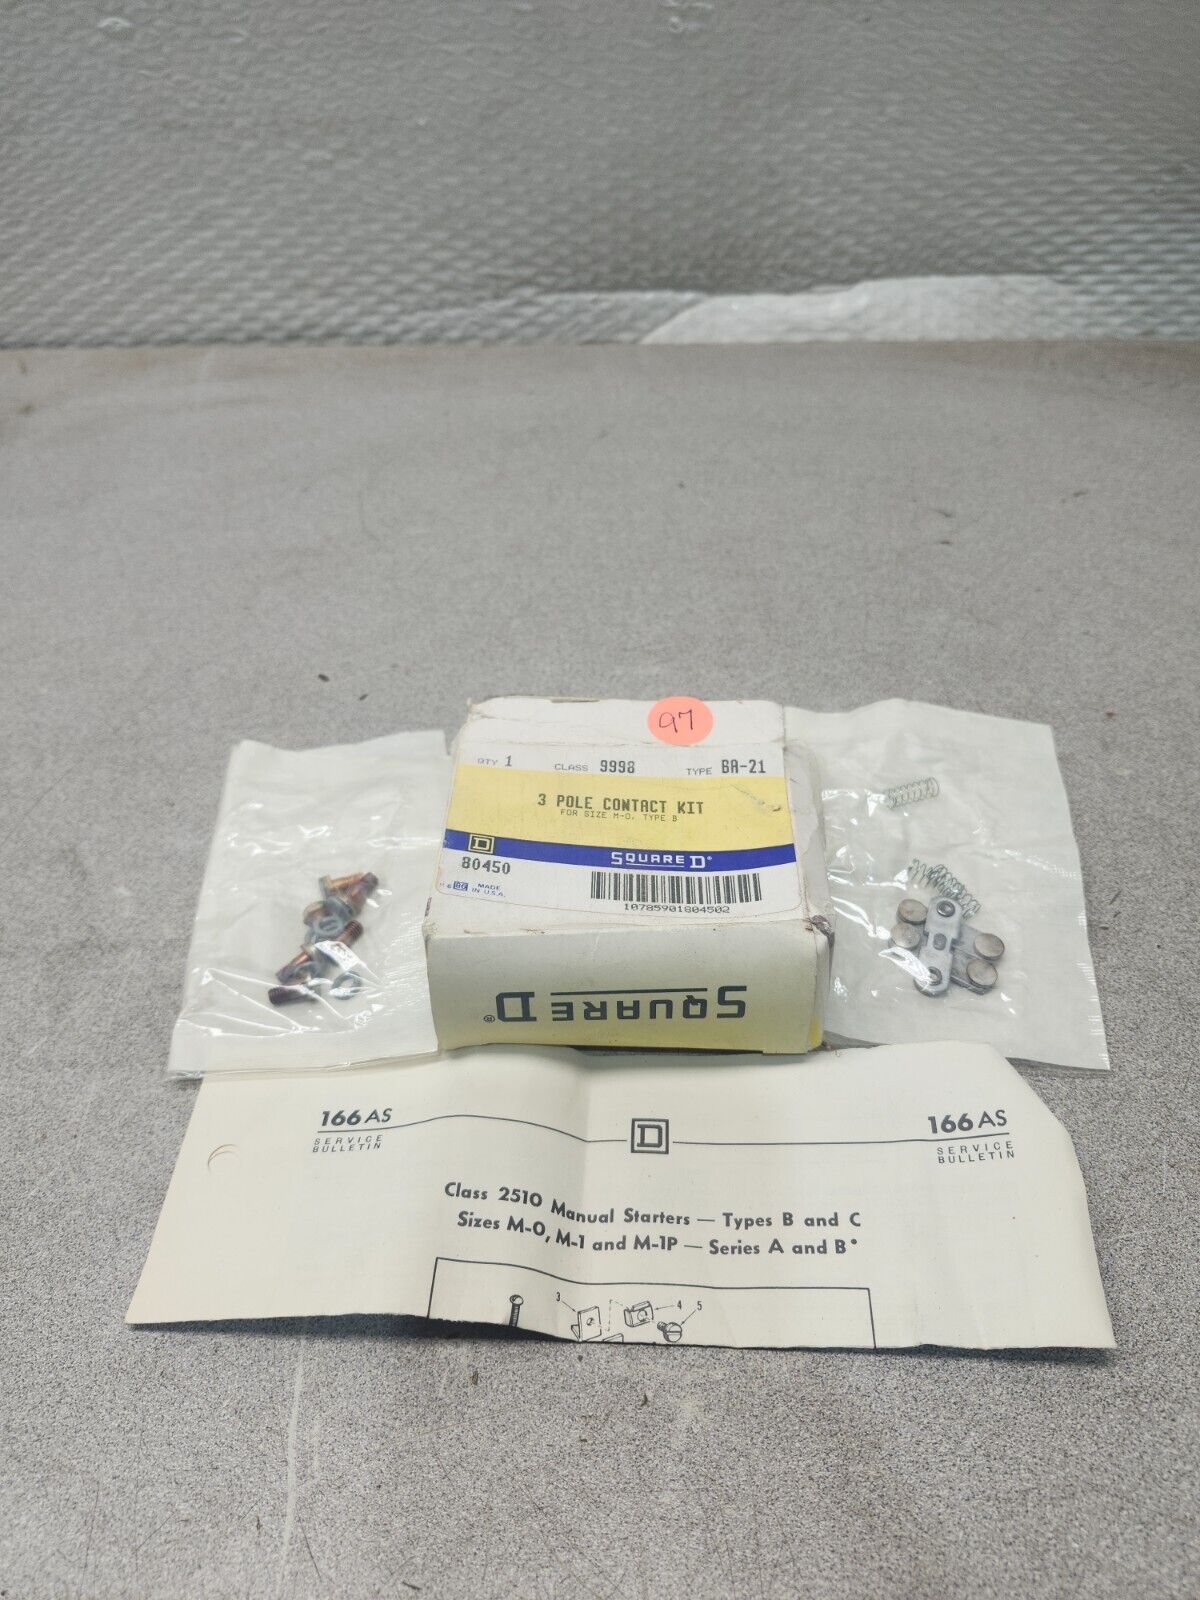 97
QTY 1 CLASS 9998 TYPE BA-21
3 POLE CONTACT KIT
FOR SIZE M-O, TYPE B
D SQUARE D®
80450
MADE
IN U.S.A.
10785901804502
SQUARE D®
166 AS D 166 AS
SERVICE SERVICE
BULLETIN BULLETIN
Class 2510 Manual Starters — Types B and C
Sizes M-O, M-1 and M-1P — Series A and B*
3 4 5